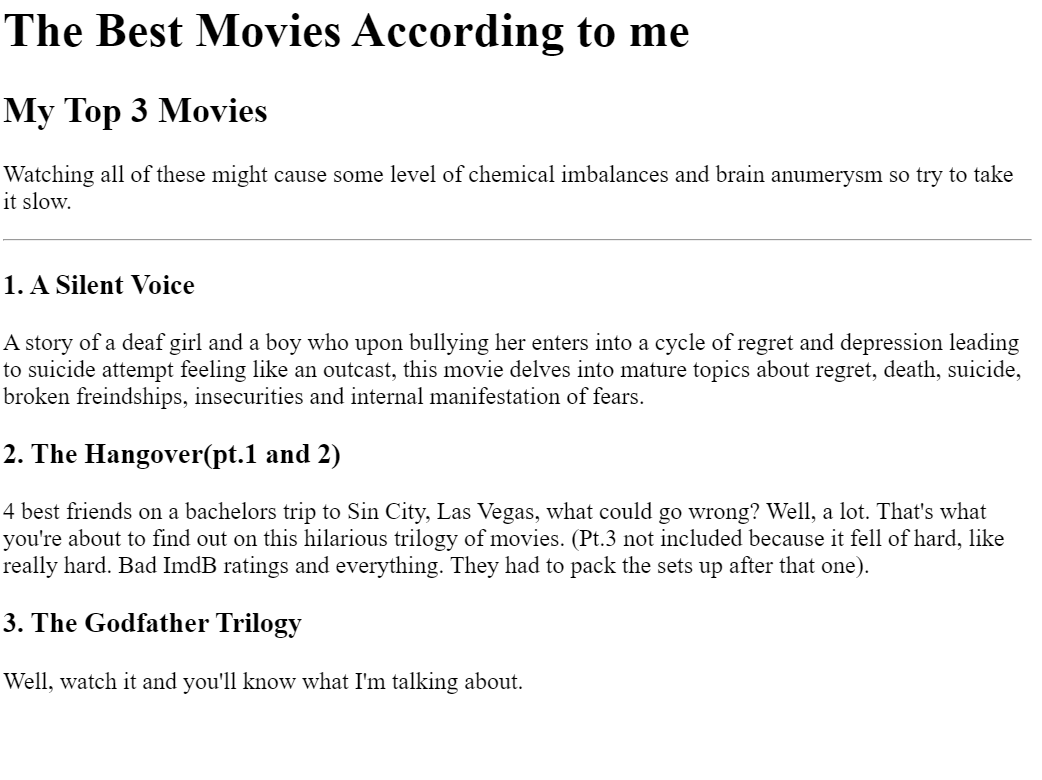 The Best Movies According to me
My Top 3 Movies
Watching all of these might cause some level of chemical imbalances and brain anumerysm so try to take
it slow.
1. A Silent Voice
A story of a deaf girl and a boy who upon bullying her enters into a cycle of regret and depression leading
to suicide attempt feeling like an outcast, this movie delves into mature topics about regret, death, suicide,
broken freindships, insecurities and internal manifestation of fears.
2. The Hangover(pt.1 and 2)
4 best friends on a bachelors trip to Sin City, Las Vegas, what could go wrong? Well, a lot. That's what
you're about to find out on this hilarious trilogy of movies. (Pt.3 not included because it fell of hard, like
really hard. Bad ImdB ratings and everything. They had to pack the sets up after that one).
3. The Godfather Trilogy
Well, watch it and you'll know what I'm talking about.